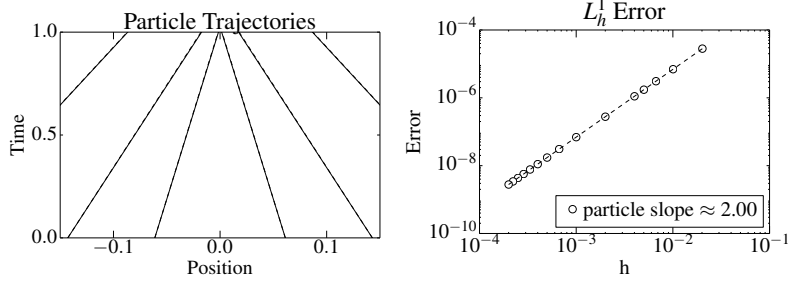 Particle Trajectories
1.0
0.5
0.0
Time
−0.1
0.0
0.1
Position
L_h^1 Error
10^−4
10^−6
10^−8
10^−10
Error
particle slope ≈ 2.00
10^−4
10^−3
10^−2
10^−1
h